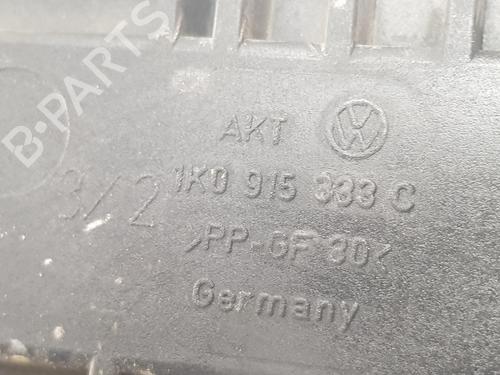 B-PARTS
AKT
3/2
1K0 915 333 C
>PP-GF 30<
Germany